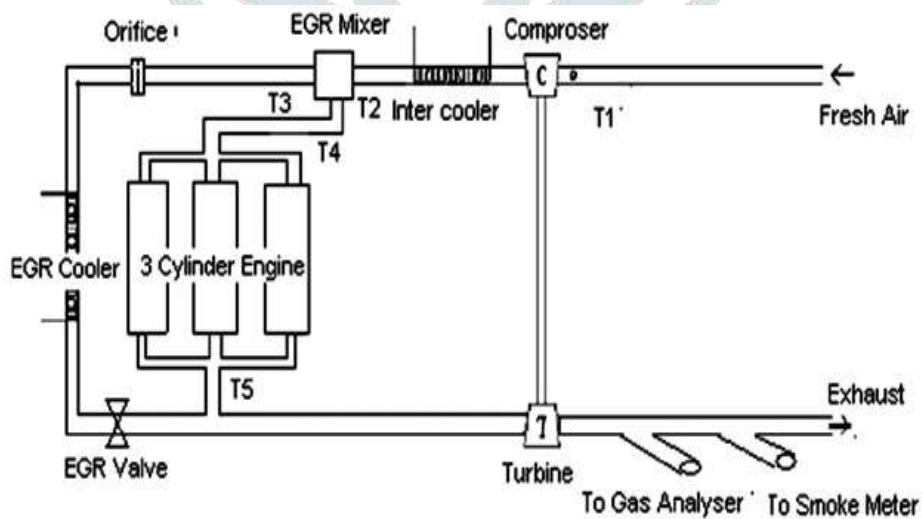 EGR Mixer
Comproser
Orifice
T3
T2
Inter cooler
C
T1
Fresh Air
T4
EGR Cooler
3 Cylinder Engine
T5
Exhaust
EGR Valve
T
Turbine
To Gas Analyser
To Smoke Meter